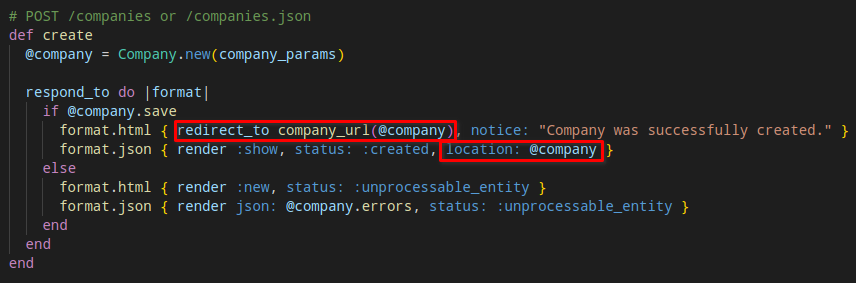 # POST /companies or /companies.json
def create
  @company = Company.new(company_params)

  respond_to do |format|
    if @company.save
      format.html { redirect_to company_url(@company), notice: "Company was successfully created." }
      format.json { render :show, status: :created, location: @company }
    else
      format.html { render :new, status: :unprocessable_entity }
      format.json { render json: @company.errors, status: :unprocessable_entity }
    end
  end
end